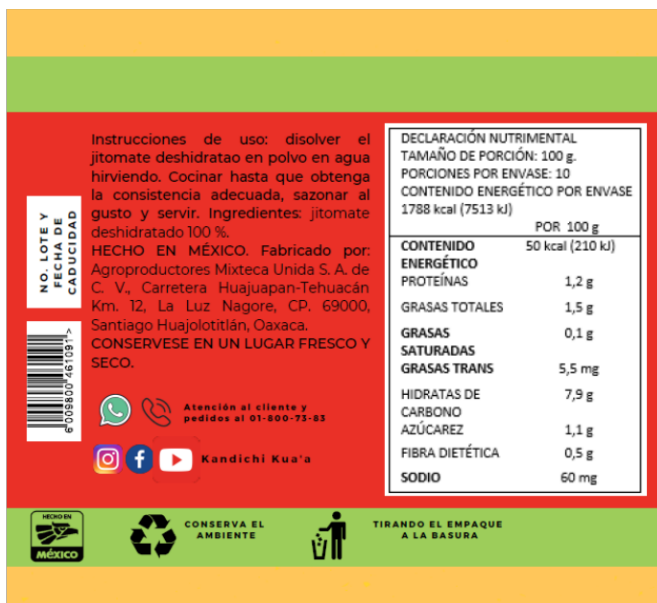 Instrucciones de uso: disolver el
jitomate deshidratao en polvo en agua
hirviendo. Cocinar hasta que obtenga
la consistencia adecuada, sazonar al
gusto y servir. Ingredientes: jitomate
deshidratado 100 %.
HECHO EN MÉXICO. Fabricado por:
Agroproductores Mixteca Unida S. A. de
C. V., Carretera Huajuapan-Tehuacán
Km. 12, La Luz Nagore, CP. 69000,
Santiago Huajolotitlán, Oaxaca.
CONSERVESE EN UN LUGAR FRESCO Y
SECO.
NO. LOTE Y
FECHA DE
CADUCIDAD
6 009800 461091>
Atención al cliente y
pedidos al 01-800-73-83
Kandichi Kua'a
DECLARACIÓN NUTRIMENTAL
TAMAÑO DE PORCIÓN: 100 g.
PORCIONES POR ENVASE: 10
CONTENIDO ENERGÉTICO POR ENVASE
1788 kcal (7513 kJ)
POR 100 g
CONTENIDO 50 kcal (210 kJ)
ENERGÉTICO
PROTEÍNAS 1,2 g
GRASAS TOTALES 1,5 g
GRASAS 0,1 g
SATURADAS
GRASAS TRANS 5,5 mg
HIDRATAS DE 7,9 g
CARBONO
AZÚCAREZ 1,1 g
FIBRA DIETÉTICA 0,5 g
SODIO 60 mg
HECHO EN
MÉXICO
CONSERVA EL
AMBIENTE
TIRANDO EL EMPAQUE
A LA BASURA